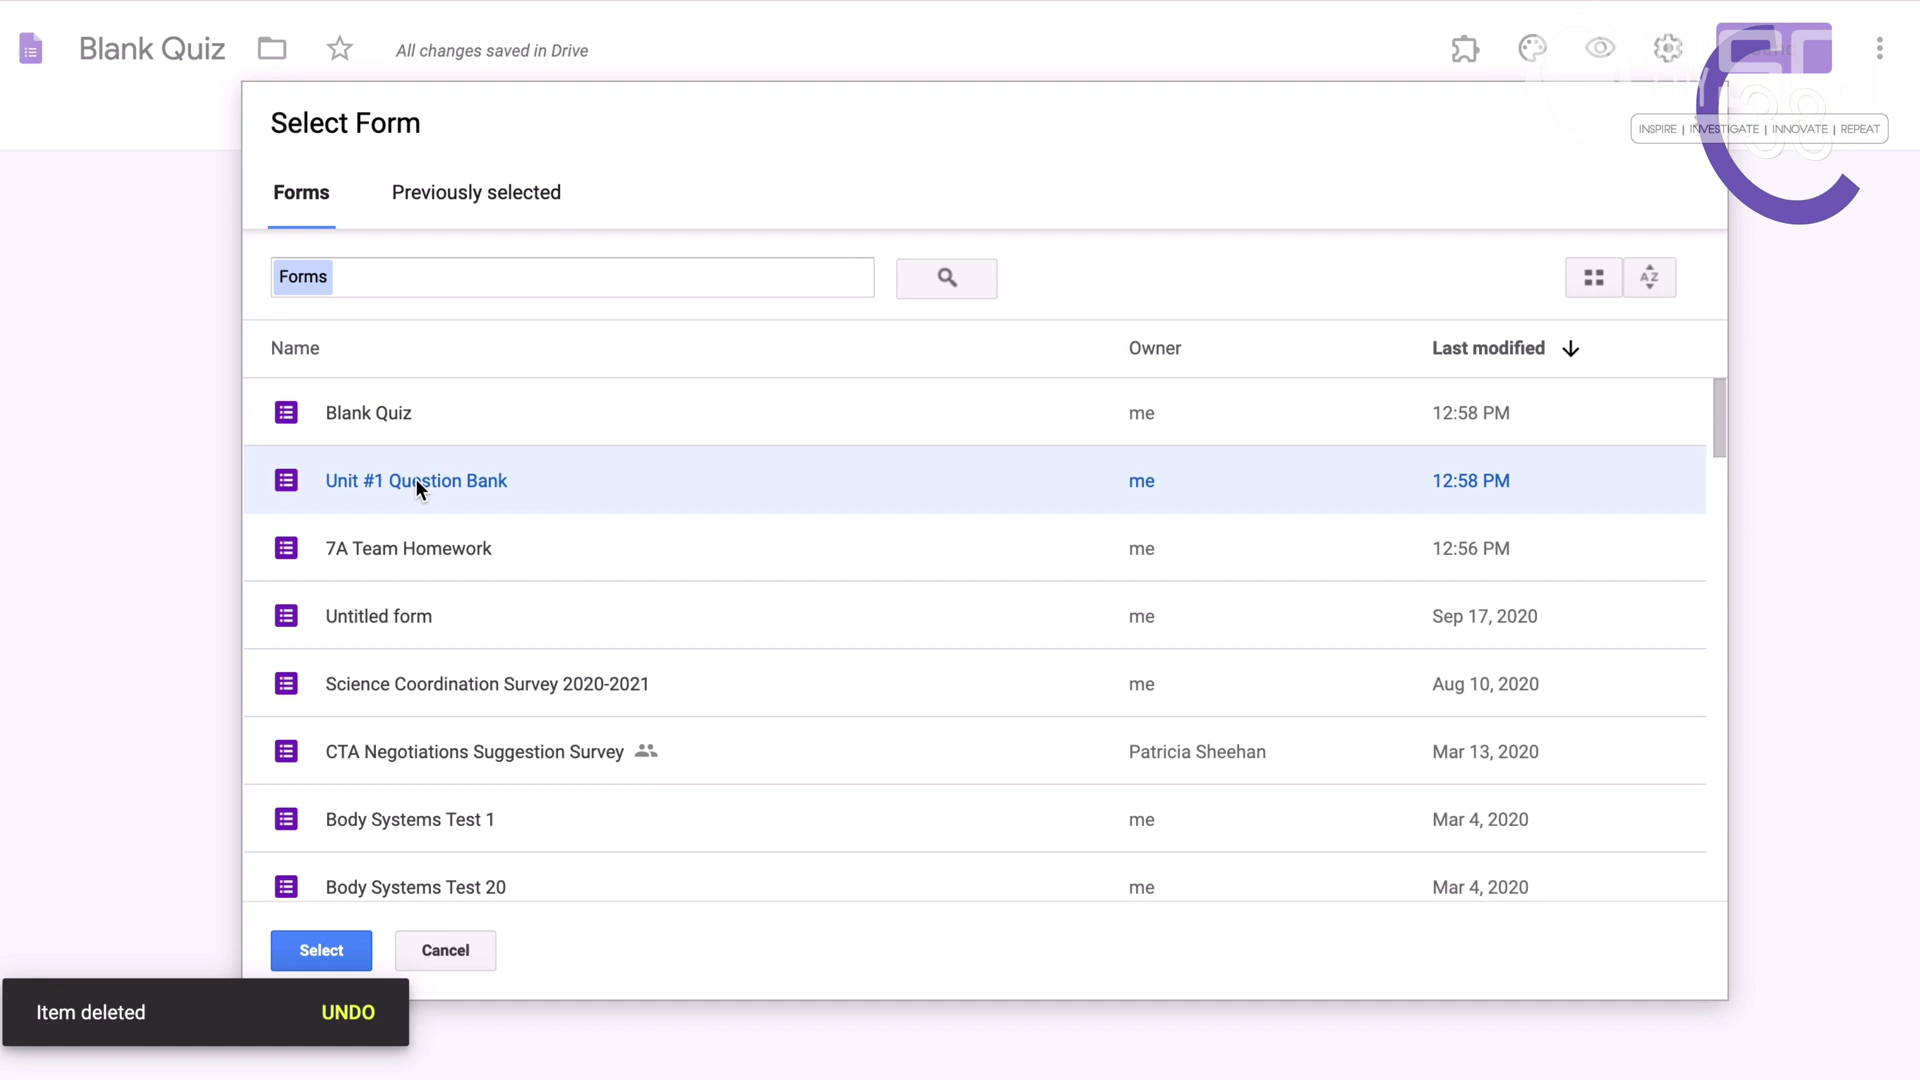 Blank Quiz
All changes saved in Drive
INSPIRE | INVESTIGATE | INNOVATE | REPEAT
Select Form
Forms
Previously selected
Forms
AZ
Name Owner Last modified
Blank Quiz me 12:58 PM
Unit #1 Question Bank me 12:58 PM
7A Team Homework me 12:56 PM
Untitled form me Sep 17, 2020
Science Coordination Survey 2020-2021 me Aug 10, 2020
CTA Negotiations Suggestion Survey Patricia Sheehan Mar 13, 2020
Body Systems Test 1 me Mar 4, 2020
Body Systems Test 20 me Mar 4, 2020
Select
Cancel
Item deleted
UNDO